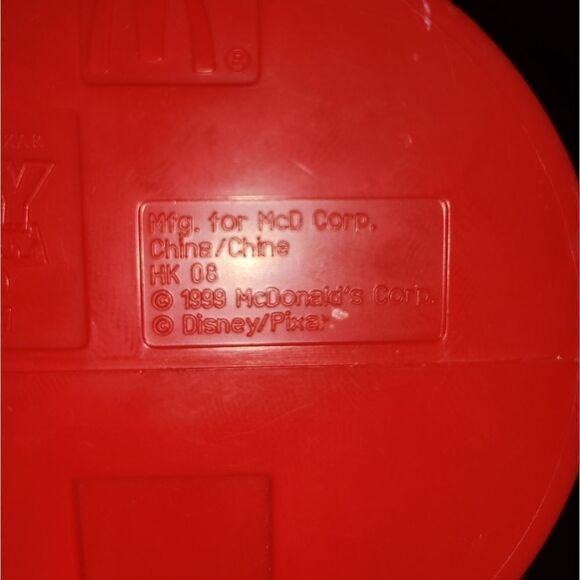 ®
Mfg. for McD Corp.
China/Chine
HK 08
© 1999 McDonald's Corp.
© Disney/Pixar